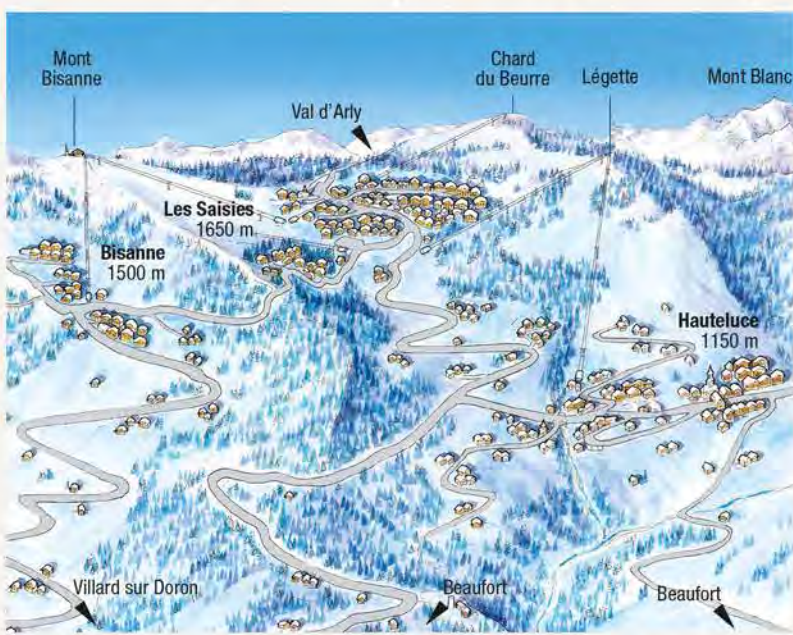 Mont
Bisanne
Chard
du Beurre
Légette
Mont Blanc
Val d'Arly
Les Saisies
1650 m
Bisanne
1500 m
Hauteluce
1150 m
Villard sur Doron
Beaufort
Beaufort